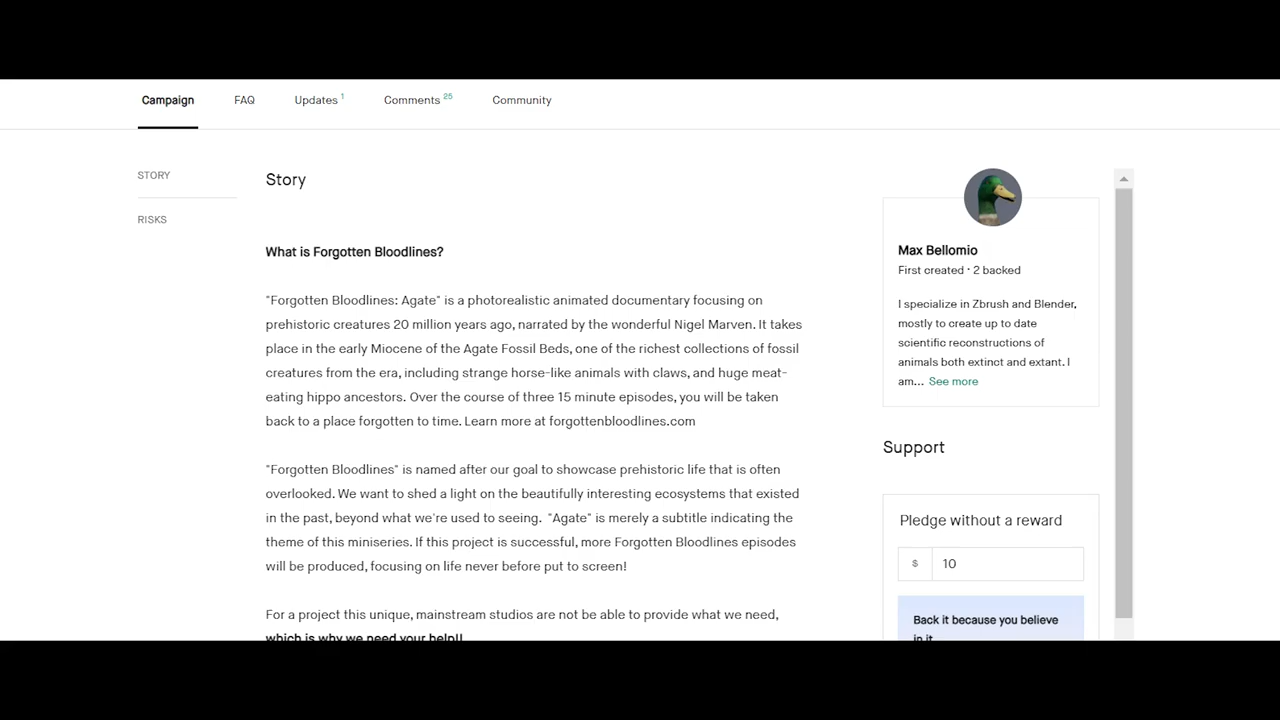 Campaign FAQ Updates 1 Comments 25 Community
STORY
RISKS
Story
What is Forgotten Bloodlines?
"Forgotten Bloodlines: Agate" is a photorealistic animated documentary focusing on
prehistoric creatures 20 million years ago, narrated by the wonderful Nigel Marven. It takes
place in the early Miocene of the Agate Fossil Beds, one of the richest collections of fossil
creatures from the era, including strange horse-like animals with claws, and huge meat-
eating hippo ancestors. Over the course of three 15 minute episodes, you will be taken
back to a place forgotten to time. Learn more at forgottenbloodlines.com
"Forgotten Bloodlines" is named after our goal to showcase prehistoric life that is often
overlooked. We want to shed a light on the beautifully interesting ecosystems that existed
in the past, beyond what we're used to seeing.  "Agate" is merely a subtitle indicating the
theme of this miniseries. If this project is successful, more Forgotten Bloodlines episodes
will be produced, focusing on life never before put to screen!
For a project this unique, mainstream studios are not be able to provide what we need,
which is why we need your help!!
Max Bellomio
First created · 2 backed
I specialize in Zbrush and Blender,
mostly to create up to date
scientific reconstructions of
animals both extinct and extant. I
am... See more
Support
Pledge without a reward
$ 10
Back it because you believe
in it.